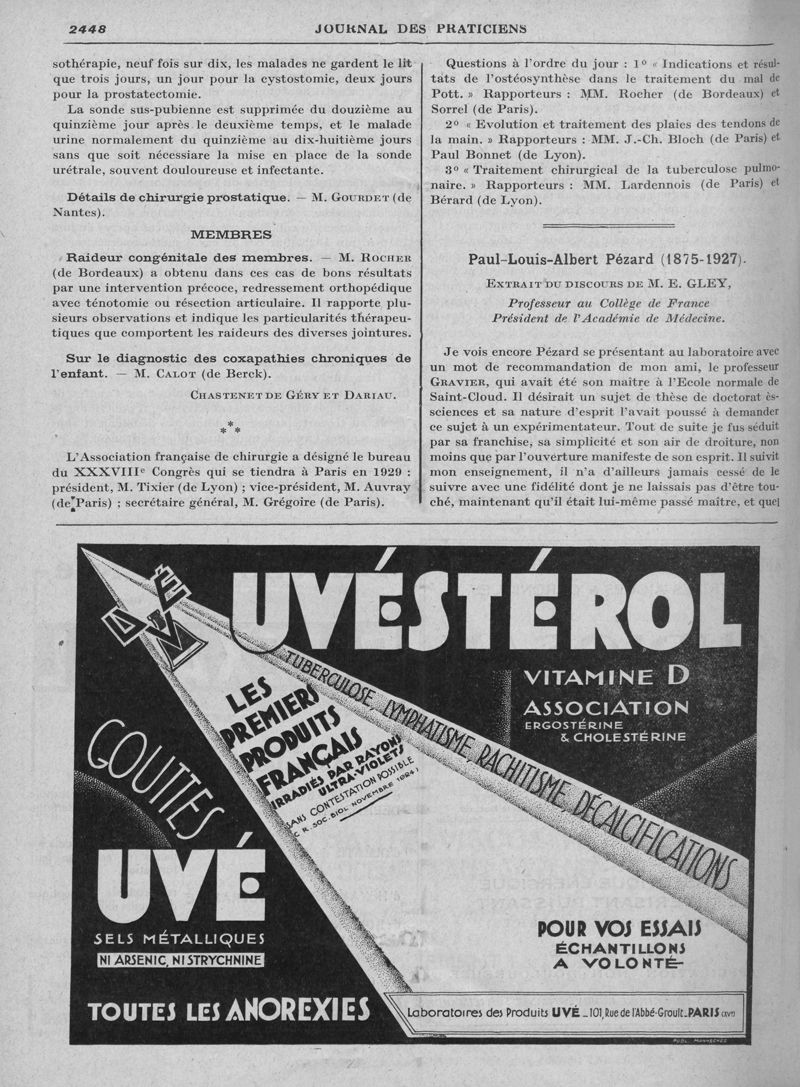 2448
JOURNAL DES PRATICIENS
sothérapie, neuf fois sur dix, les malades ne gardent le lit
que trois jours, un jour pour la cystostomie, deux jours
pour la prostatectomie.
La sonde sus-pubienne est supprimée du douzième au
quinzième jour après le deuxième temps, et le malade
urine normalement du quinzième au dix-huitième jours
sans que soit nécessiare la mise en place de la sonde
urétrale, souvent douloureuse et infectante.
Détails de chirurgie prostatique. — M. GOURDET (de
Nantes).
MEMBRES
Raideur congénitale des membres. — M. ROCHER
(de Bordeaux) a obtenu dans ces cas de bons résultats
par une intervention précoce, redressement orthopédique
avec ténotomie ou résection articulaire. Il rapporte plu-
sieurs observations et indique les particularités thérapeu-
tiques que comportent les raideurs des diverses jointures.
Sur le diagnostic des coxapathies chroniques de
l'enfant. — M. CALOT (de Berck).
CHASTENET DE GÉRY ET DARIAU.
*
* *
L'Association française de chirurgie a désigné le bureau
du XXXVIIIe Congrès qui se tiendra à Paris en 1929 :
président, M. Tixier (de Lyon) ; vice-président, M. Auvray
(de Paris) ; secrétaire général, M. Grégoire (de Paris).
Questions à l'ordre du jour : 1º « Indications et résul-
tats de l'ostéosynthèse dans le traitement du mal de
Pott. » Rapporteurs : MM. Rocher (de Bordeaux) et
Sorrel (de Paris).
2º « Evolution et traitement des plaies des tendons de
la main. » Rapporteurs : MM. J.-Ch. Bloch (de Paris) et
Paul Bonnet (de Lyon).
3º « Traitement chirurgical de la tuberculose pulmo-
naire. » Rapporteurs : MM. Lardennois (de Paris) et
Bérard (de Lyon).
Paul-Louis-Albert Pézard (1875-1927).
EXTRAIT DU DISCOURS DE M. E. GLEY,
Professeur au Collège de France
Président de l'Académie de Médecine.
Je vois encore Pézard se présentant au laboratoire avec
un mot de recommandation de mon ami, le professeur
GRAVIER, qui avait été son maître à l'Ecole normale de
Saint-Cloud. Il désirait un sujet de thèse de doctorat ès-
sciences et sa nature d'esprit l'avait poussé à demander
ce sujet à un expérimentateur. Tout de suite je fus séduit
par sa franchise, sa simplicité et son air de droiture, non
moins que par l'ouverture manifeste de son esprit. Il suivit
mon enseignement, il n'a d'ailleurs jamais cessé de le
suivre avec une fidélité dont je ne laissais pas d'être tou-
ché, maintenant qu'il était lui-même passé maître, et quel
UVÉ
UVÉSTÉROL
VITAMINE D
ASSOCIATION
ERGOSTÉRINE
& CHOLESTÉRINE
TUBERCULOSE, LYMPHATISME, RACHITISME, DÉCALCIFICATIONS
LES
PREMIERS
PRODUITS
FRANÇAIS
IRRADIÉS PAR RAYONS
ULTRA-VIOLETS
SANS CONTESTATION POSSIBLE
(C. R. SOC. BIOL. NOVEMBRE 1924)
GOUTTES
UVÉ
SELS MÉTALLIQUES
NI ARSENIC, NI STRYCHNINE
TOUTES LES ANOREXIES
POUR VOS ESSAIS
ÉCHANTILLONS
A VOLONTÉ
Laboratoires des Produits UVÉ _ 101, Rue de l'Abbé-Groult _ PARIS (XVe)